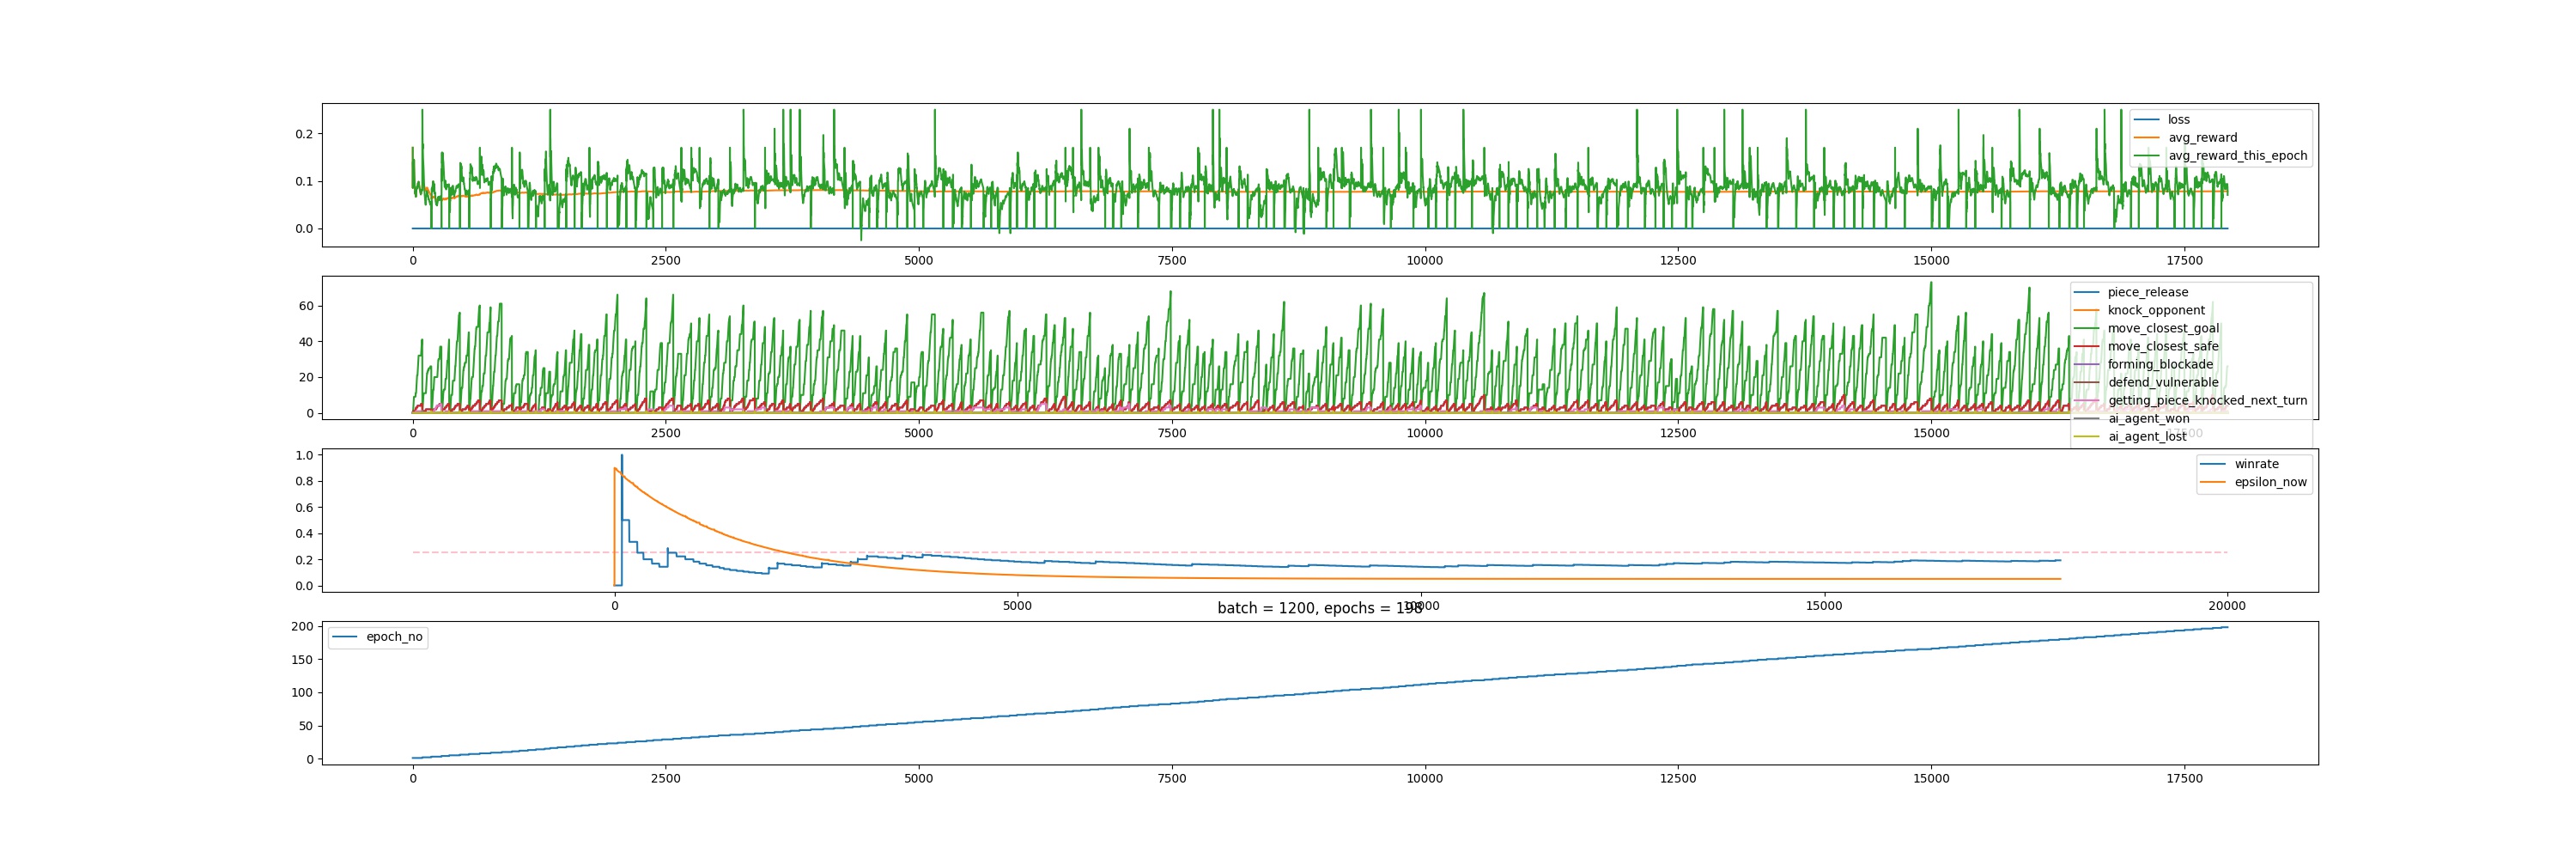 0.2
0.1
0.0
loss
avg_reward
avg_reward_this_epoch
0 2500 5000 7500 10000 12500 15000 17500
60
40
20
0
piece_release
knock_opponent
move_closest_goal
move_closest_safe
forming_blockade
defend_vulnerable
getting_piece_knocked_next_turn
ai_agent_won
ai_agent_lost
0 2500 5000 7500 10000 12500 15000 17500
1.0
0.8
0.6
0.4
0.2
0.0
winrate
epsilon_now
0 5000 10000 15000 20000
batch = 1200, epochs = 198
200
150
100
50
0
epoch_no
0 2500 5000 7500 10000 12500 15000 17500